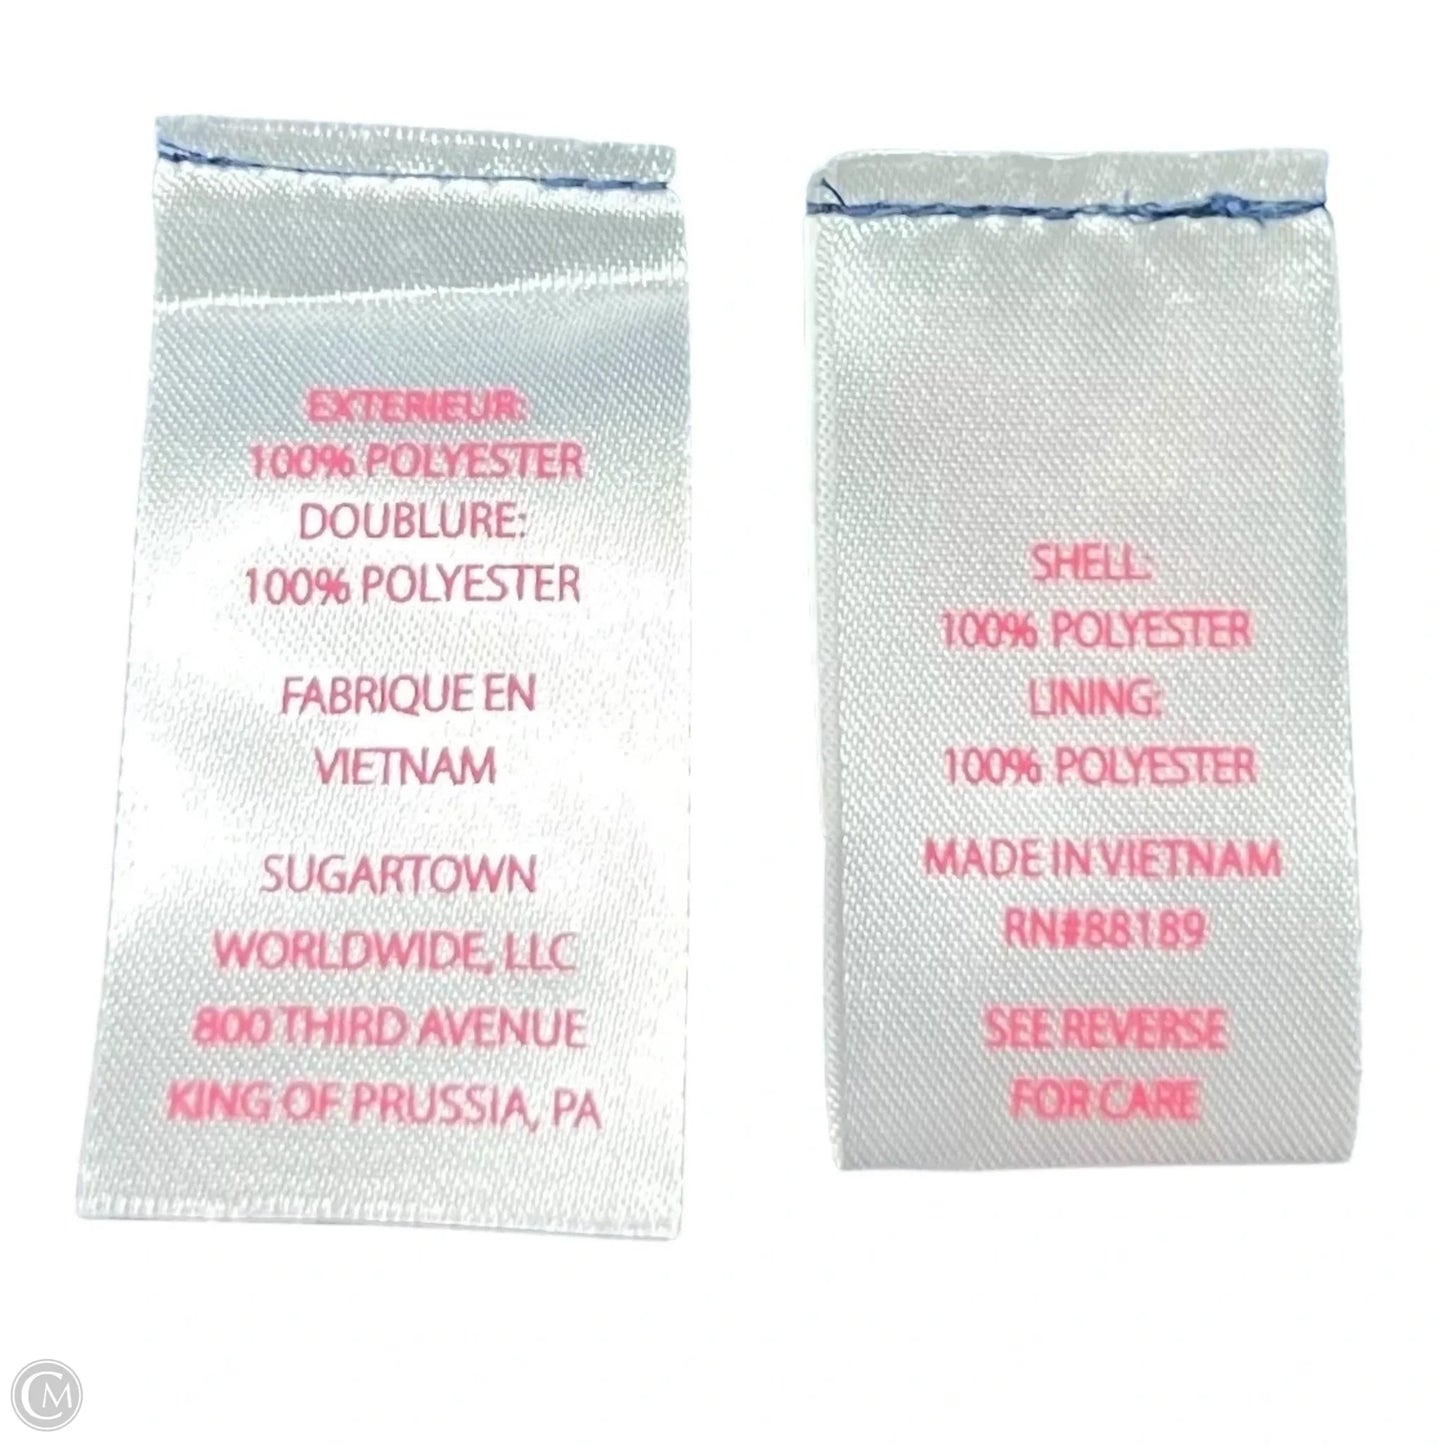 EXTERIEUR:
100% POLYESTER
DOUBLURE:
100% POLYESTER
FABRIQUE EN
VIETNAM
SUGARTOWN
WORLDWIDE, LLC
800 THIRD AVENUE
KING OF PRUSSIA, PA
SHELL:
100% POLYESTER
LINING:
100% POLYESTER
MADE IN VIETNAM
RN#88189
SEE REVERSE
FOR CARE
CM